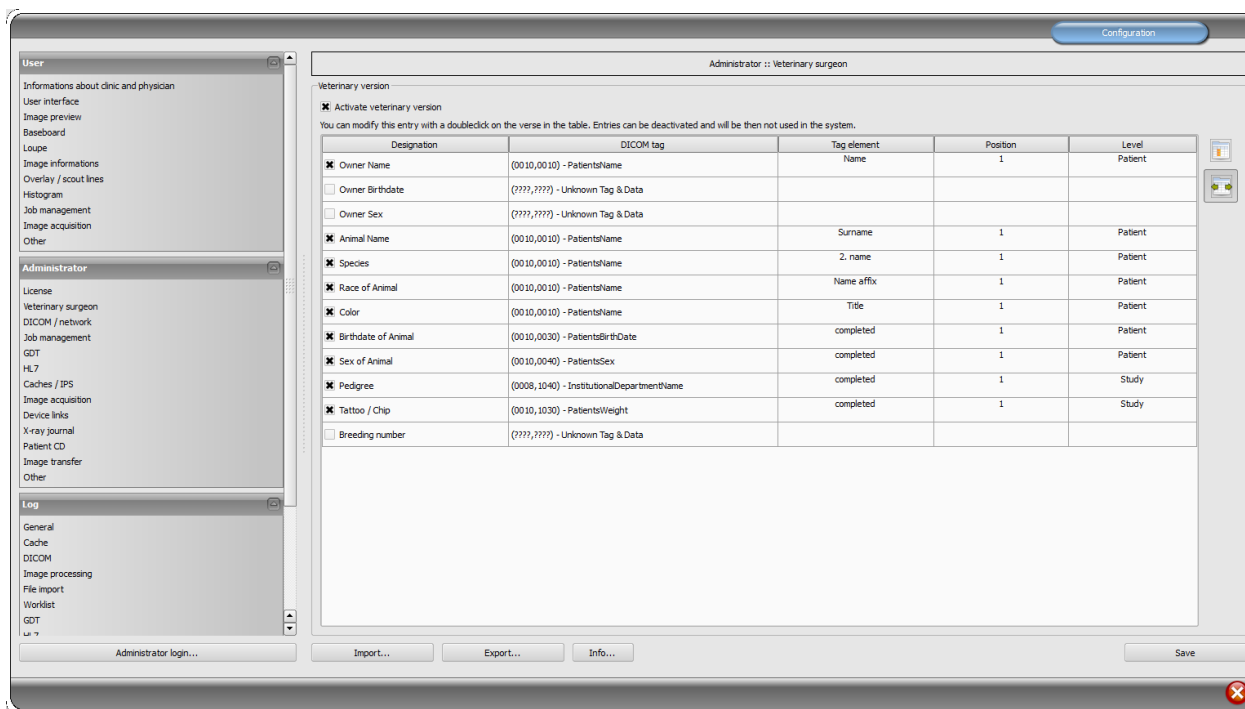 Configuration
User
Informations about clinic and physician
User interface
Image preview
Baseboard
Loupe
Image informations
Overlay / scout lines
Histogram
Job management
Image acquisition
Other
Administrator
License
Veterinary surgeon
DICOM / network
Job management
GDT
HL7
Caches / IPS
Image acquisition
Device links
X-ray journal
Patient CD
Image transfer
Other
Log
General
Cache
DICOM
Image processing
File import
Worklist
GDT
HL7
Administrator login...
Administrator :: Veterinary surgeon
Veterinary version
Activate veterinary version
You can modify this entry with a doubleclick on the verse in the table. Entries can be deactivated and will be then not used in the system.
Designation DICOM tag Tag element Position Level
Owner Name (0010,0010) - PatientsName Name 1 Patient
Owner Birthdate (????,????) - Unknown Tag & Data
Owner Sex (????,????) - Unknown Tag & Data
Animal Name (0010,0010) - PatientsName Surname 1 Patient
Species (0010,0010) - PatientsName 2. name 1 Patient
Race of Animal (0010,0010) - PatientsName Name affix 1 Patient
Color (0010,0010) - PatientsName Title 1 Patient
Birthdate of Animal (0010,0030) - PatientsBirthDate completed 1 Patient
Sex of Animal (0010,0040) - PatientsSex completed 1 Patient
Pedigree (0008,1040) - InstitutionalDepartmentName completed 1 Study
Tattoo / Chip (0010,1030) - PatientsWeight completed 1 Study
Breeding number (????,????) - Unknown Tag & Data
Import... Export... Info... Save